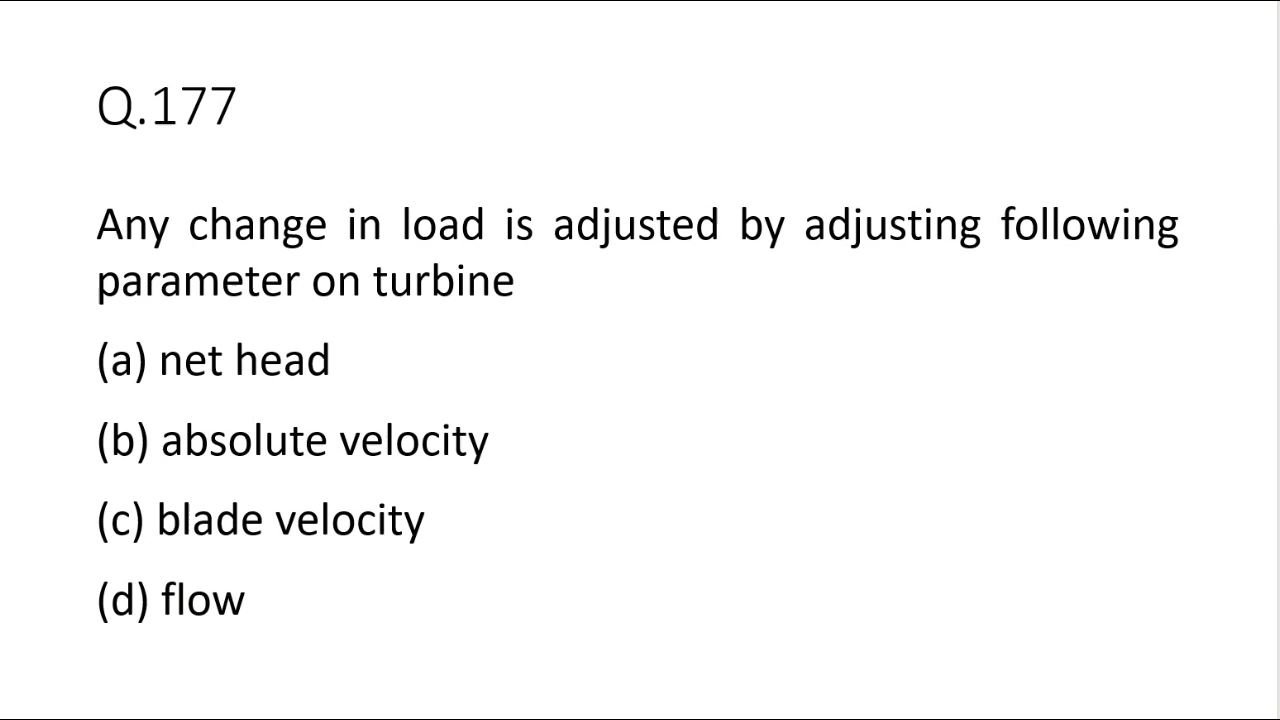 Q.177
Any change in load is adjusted by adjusting following
parameter on turbine
(a) net head
(b) absolute velocity
(c) blade velocity
(d) flow